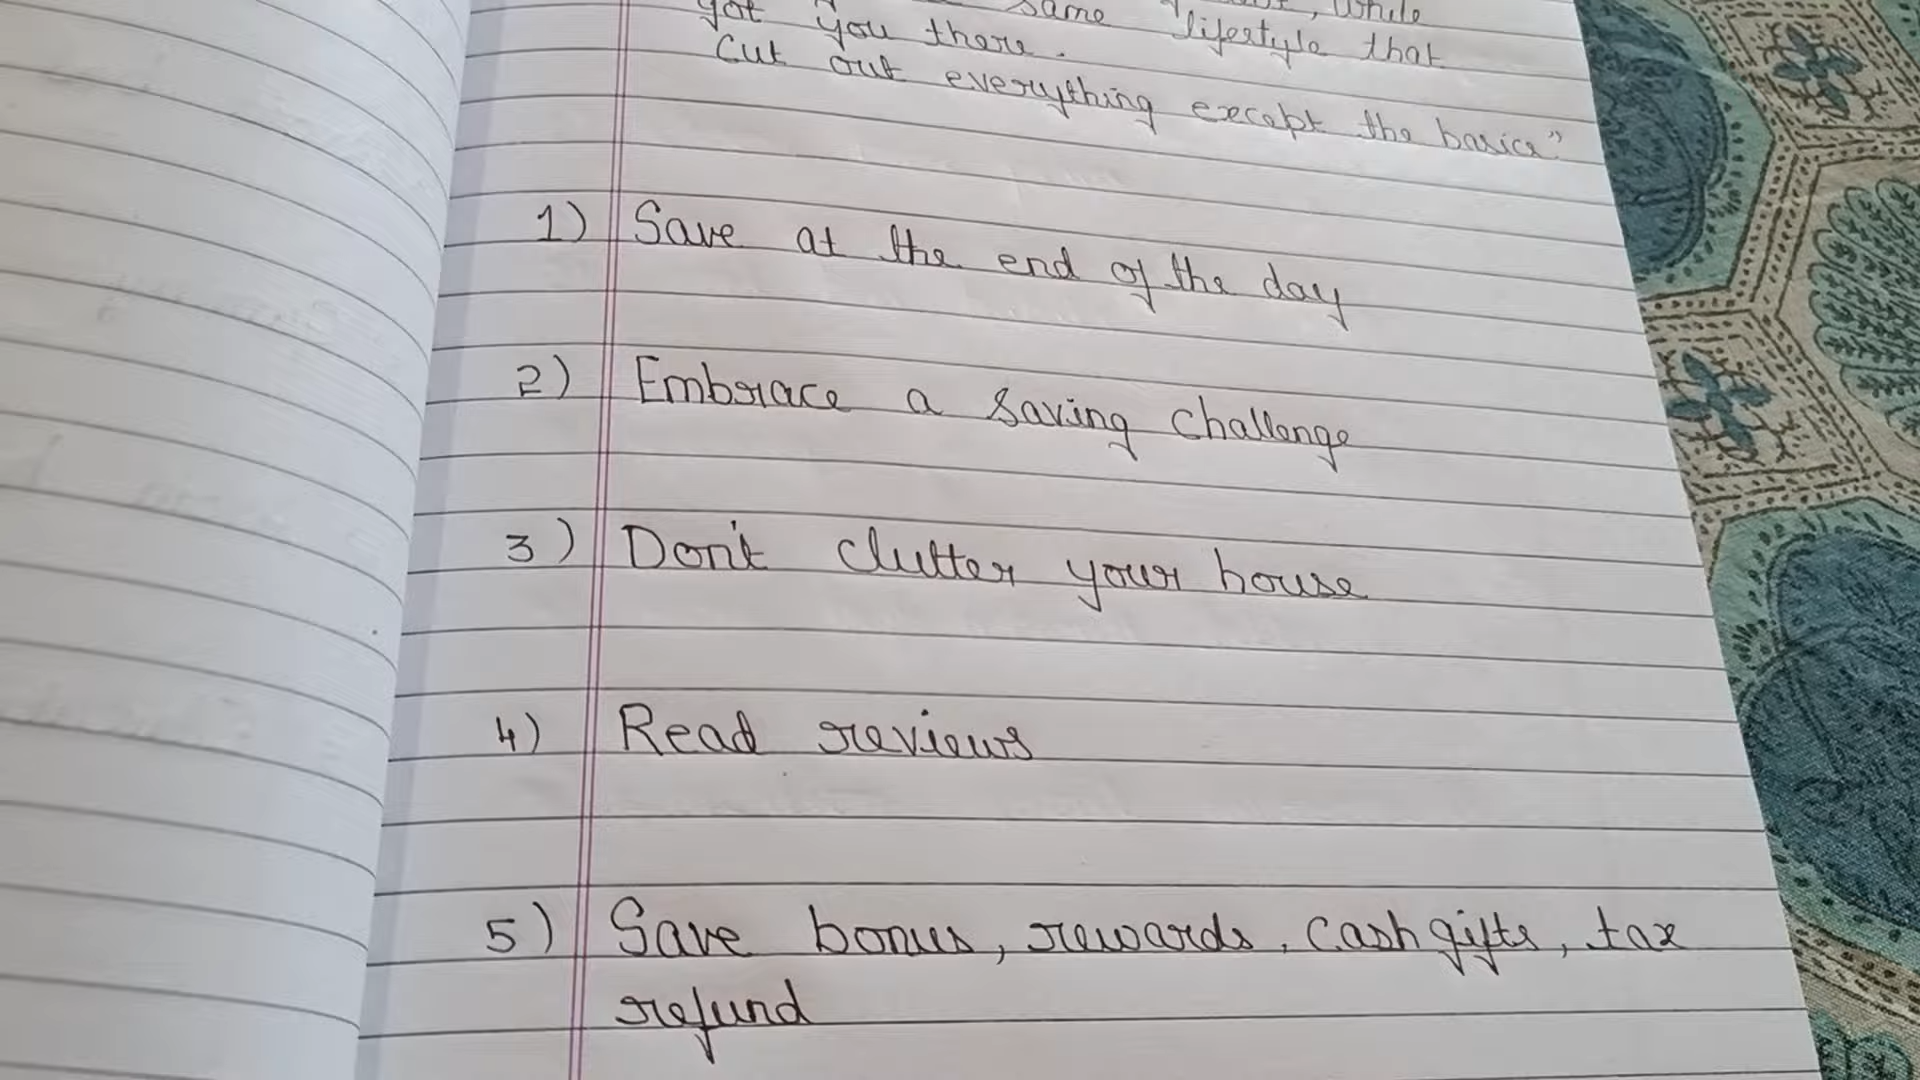 same lifestyle that
got you there.
Cut out everything except the basics"
1) Save at the end of the day
2) Embrace a saving challenge
3) Don't clutter your house
4) Read reviews
5) Save bonus, rewards, cash gifts, tax
refund